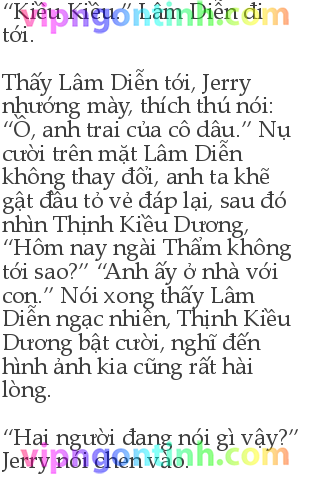 “Kiều Kiều.” Lâm Diễn đi
tới.
Thấy Lâm Diễn tới, Jerry
nhướng mày, thích thú nói:
“Ồ, anh trai của cô dâu.” Nụ
cười trên mặt Lâm Diễn
không thay đổi, anh ta khẽ
gật đầu tỏ vẻ đáp lại, sau đó
nhìn Thịnh Kiều Dương,
“Hôm nay ngài Thẩm không
tới sao?” “Anh ấy ở nhà với
con.” Nói xong thấy Lâm
Diễn ngạc nhiên, Thịnh Kiều
Dương bật cười, nghĩ đến
hình ảnh kia cũng rất hài
lòng.
“Hai người đang nói gì vậy?”
Jerry nói chen vào.
vipngontinh.com
vipngontinh.com